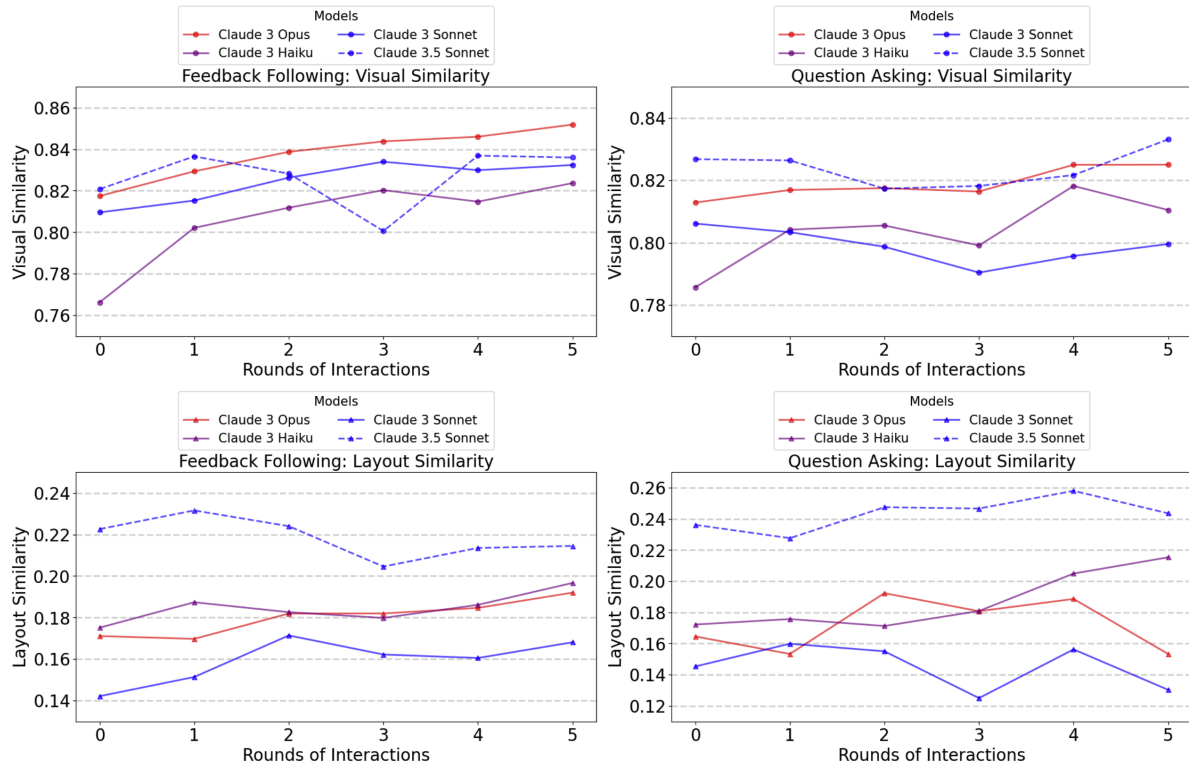 Models
Claude 3 Opus
Claude 3 Sonnet
Claude 3 Haiku
Claude 3.5 Sonnet
Feedback Following: Visual Similarity
Visual Similarity
0.86
0.84
0.82
0.80
0.78
0.76
0 1 2 3 4 5
Rounds of Interactions
Models
Claude 3 Opus
Claude 3 Sonnet
Claude 3 Haiku
Claude 3.5 Sonnet
Question Asking: Visual Similarity
Visual Similarity
0.84
0.82
0.80
0.78
0 1 2 3 4 5
Rounds of Interactions
Models
Claude 3 Opus
Claude 3 Sonnet
Claude 3 Haiku
Claude 3.5 Sonnet
Feedback Following: Layout Similarity
Layout Similarity
0.24
0.22
0.20
0.18
0.16
0.14
0 1 2 3 4 5
Rounds of Interactions
Models
Claude 3 Opus
Claude 3 Sonnet
Claude 3 Haiku
Claude 3.5 Sonnet
Question Asking: Layout Similarity
Layout Similarity
0.26
0.24
0.22
0.20
0.18
0.16
0.14
0.12
0 1 2 3 4 5
Rounds of Interactions